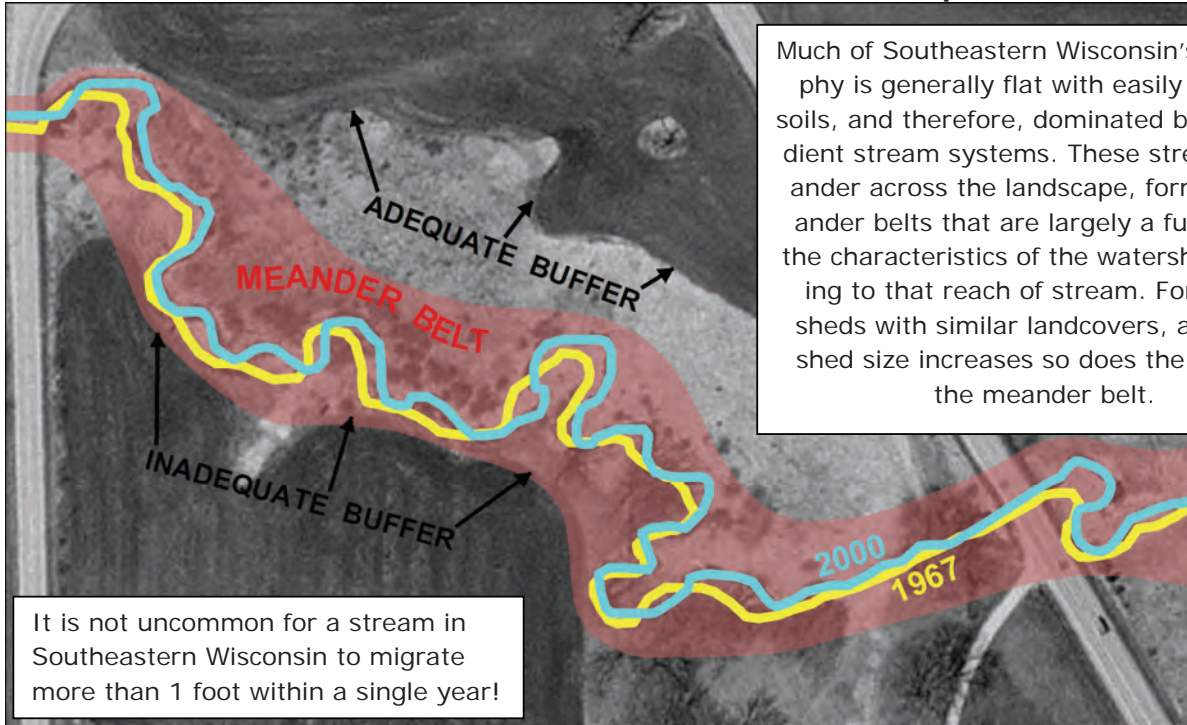 Much of Southeastern Wisconsin's
phy is generally flat with easily
soils, and therefore, dominated b
dient stream systems. These stre
ander across the landscape, for
ander belts that are largely a fu
the characteristics of the watersh
ing to that reach of stream. For
sheds with similar landcovers, a
shed size increases so does the
the meander belt.
ADEQUATE BUFFER
MEANDER BELT
INADEQUATE BUFFER
2000
1967
It is not uncommon for a stream in
Southeastern Wisconsin to migrate
more than 1 foot within a single year!